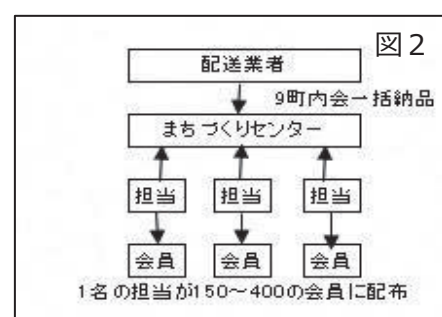 図2
配送業者
9町内会一括納品
まちづくりセンター
担当 担当 担当
会員 会員 会員
1名の担当が150～400の会員に配布